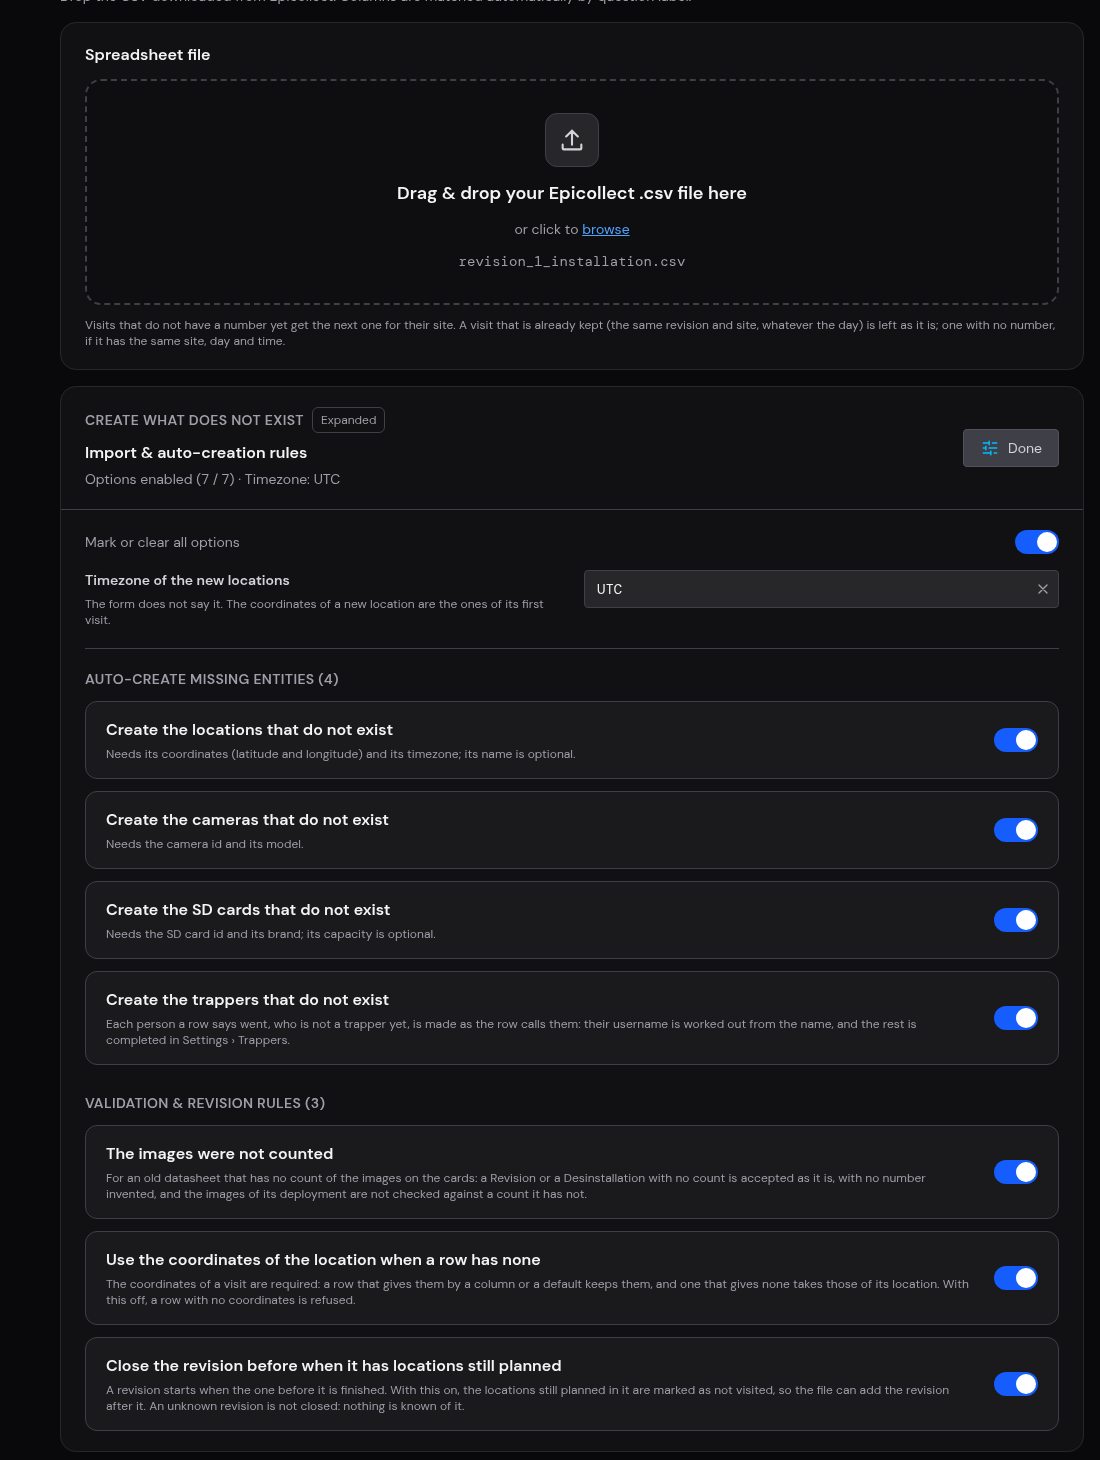 Drop the CSV downloaded from Epicollect. Columns are matched automatically by question label.
Spreadsheet file
Drag & drop your Epicollect .csv file here
or click to browse
revision_1_installation.csv
Visits that do not have a number yet get the next one for their site. A visit that is already kept (the same revision and site, whatever the day) is left as it is; one with no number,
if it has the same site, day and time.
CREATE WHAT DOES NOT EXIST Expanded
Import & auto-creation rules
Options enabled (7 / 7) · Timezone: UTC
Done
Mark or clear all options
Timezone of the new locations
The form does not say it. The coordinates of a new location are the ones of its first
visit.
UTC
AUTO-CREATE MISSING ENTITIES (4)
Create the locations that do not exist
Needs its coordinates (latitude and longitude) and its timezone; its name is optional.
Create the cameras that do not exist
Needs the camera id and its model.
Create the SD cards that do not exist
Needs the SD card id and its brand; its capacity is optional.
Create the trappers that do not exist
Each person a row says went, who is not a trapper yet, is made as the row calls them: their username is worked out from the name, and the rest is
completed in Settings › Trappers.
VALIDATION & REVISION RULES (3)
The images were not counted
For an old datasheet that has no count of the images on the cards: a Revision or a Desinstallation with no count is accepted as it is, with no number
invented, and the images of its deployment are not checked against a count it has not.
Use the coordinates of the location when a row has none
The coordinates of a visit are required: a row that gives them by a column or a default keeps them, and one that gives none takes those of its location. With
this off, a row with no coordinates is refused.
Close the revision before when it has locations still planned
A revision starts when the one before it is finished. With this on, the locations still planned in it are marked as not visited, so the file can add the revision
after it. An unknown revision is not closed: nothing is known of it.